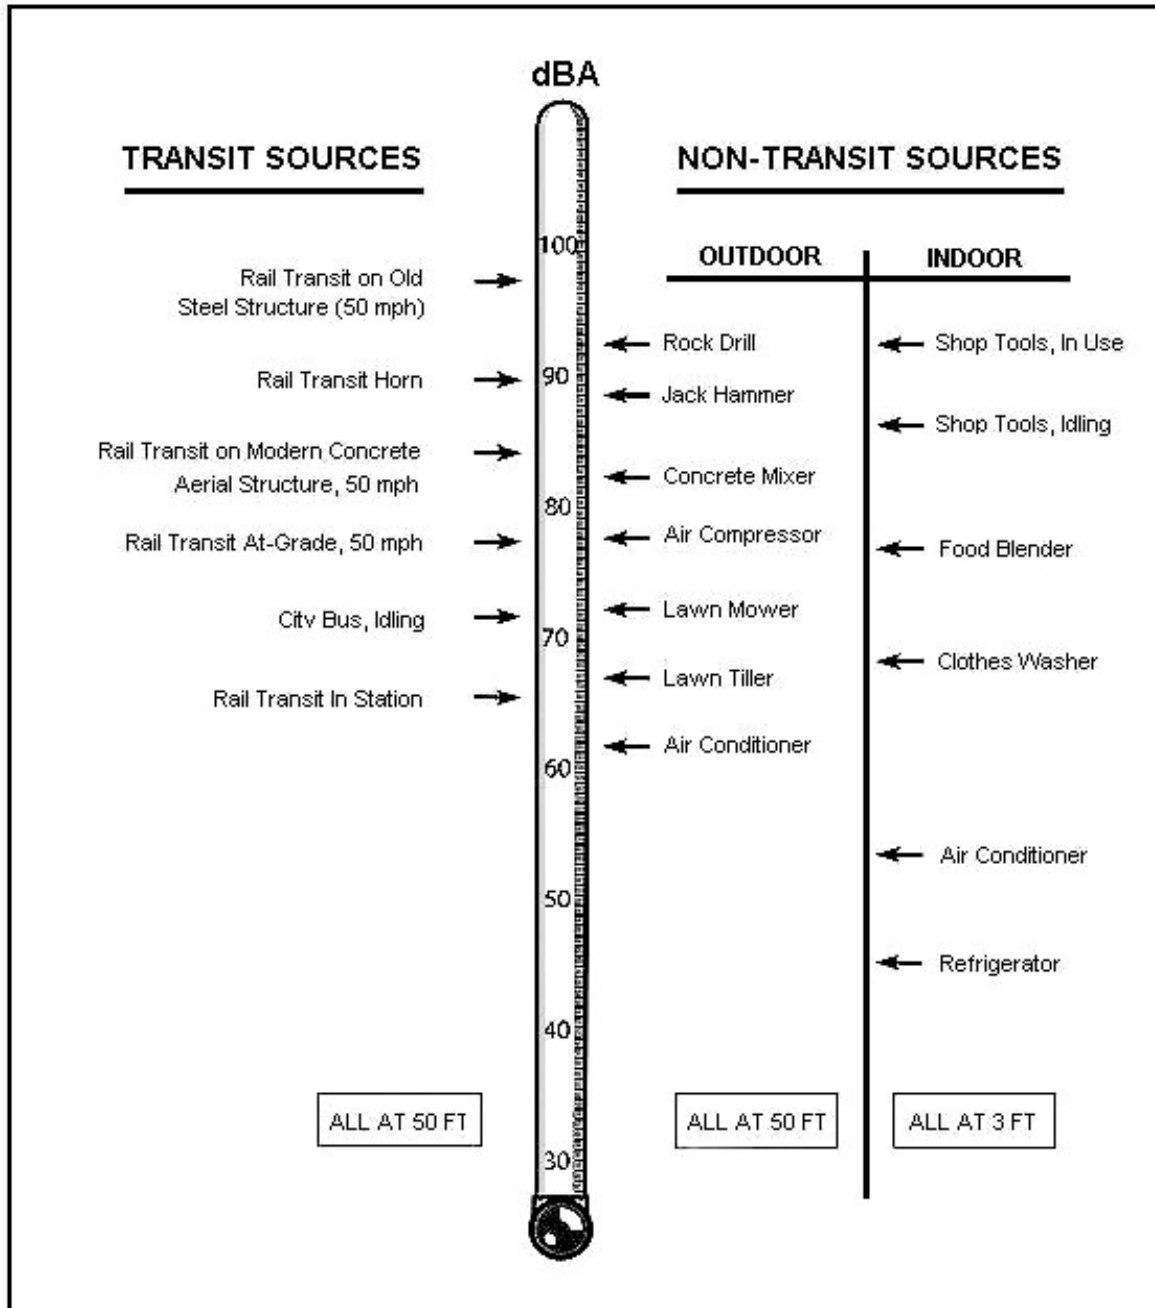 dBA
TRANSIT SOURCES
Rail Transit on Old
Steel Structure (50 mph)
Rail Transit Horn
Rail Transit on Modern Concrete
Aerial Structure, 50 mph
Rail Transit At-Grade, 50 mph
City Bus, Idling
Rail Transit In Station
ALL AT 50 FT
100
90
80
70
60
50
40
30
NON-TRANSIT SOURCES
OUTDOOR
Rock Drill
Jack Hammer
Concrete Mixer
Air Compressor
Lawn Mower
Lawn Tiller
Air Conditioner
ALL AT 50 FT
INDOOR
Shop Tools, In Use
Shop Tools, Idling
Food Blender
Clothes Washer
Air Conditioner
Refrigerator
ALL AT 3 FT